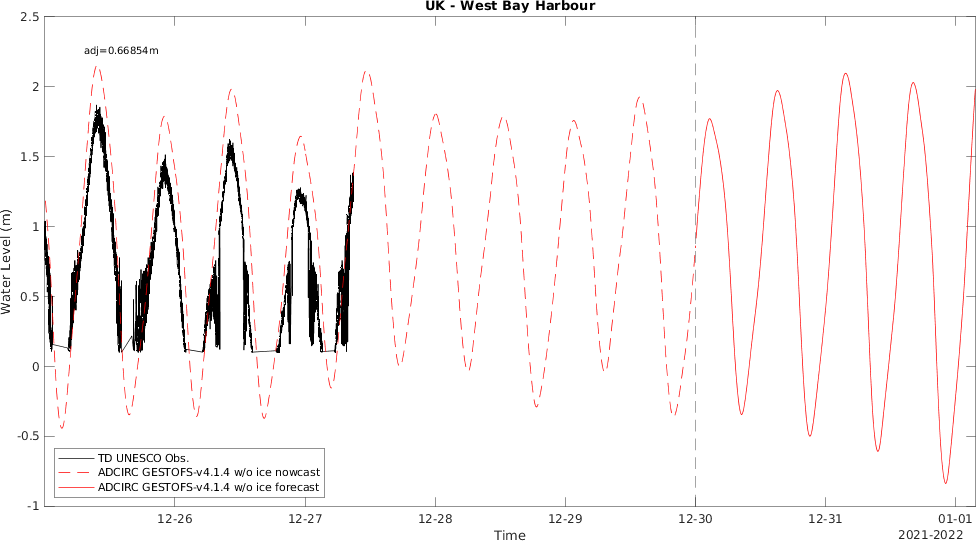 UK - West Bay Harbour
adj=0.66854m
2.5
2
1.5
1
0.5
0
-0.5
-1
Water Level (m)
TD UNESCO Obs.
ADCIRC GESTOFS-v4.1.4 w/o ice nowcast
ADCIRC GESTOFS-v4.1.4 w/o ice forecast
12-26 12-27 12-28 12-29 12-30 12-31 01-01
Time
2021-2022